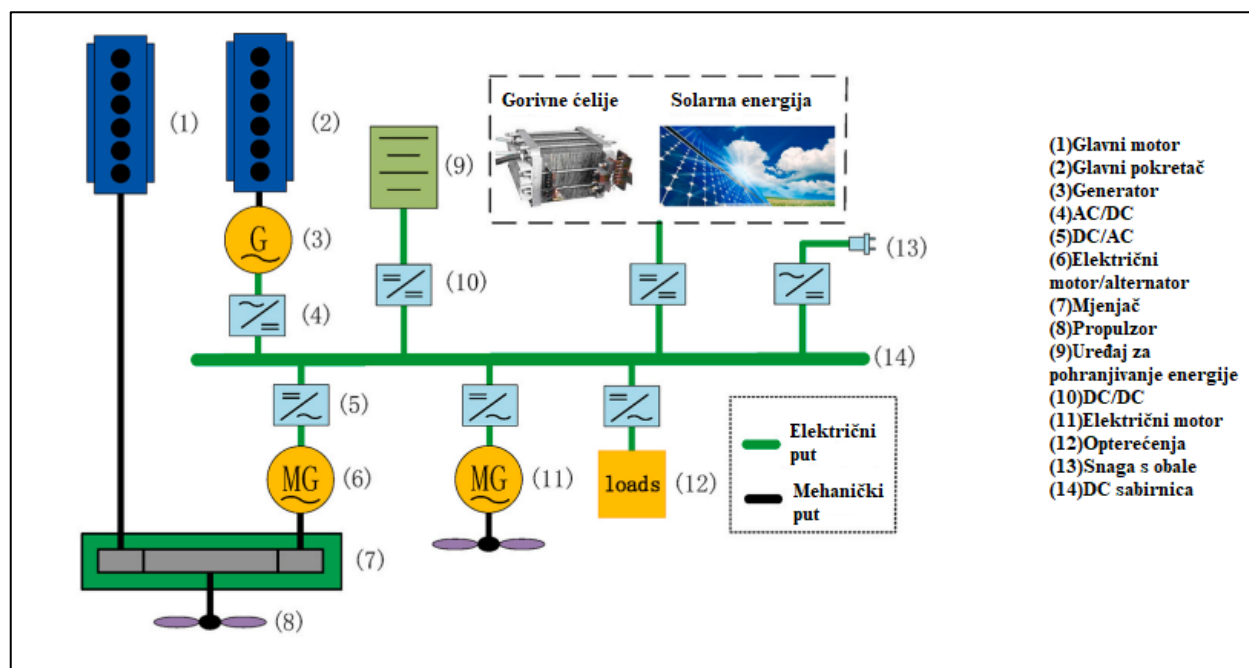 (1)
(2)
(9)
Gorivne ćelije
Solarna energija
G
(3)
(10)
(13)
(4)
(14)
(5)
MG
(6)
MG
(11)
loads
(12)
Električni
put
Mehanički
put
(7)
(8)
(1)Glavni motor
(2)Glavni pokretač
(3)Generator
(4)AC/DC
(5)DC/AC
(6)Električni
motor/alternator
(7)Mjenjač
(8)Propulzor
(9)Uređaj za
pohranjivanje energije
(10)DC/DC
(11)Električni motor
(12)Opterećenja
(13)Snaga s obale
(14)DC sabirnica